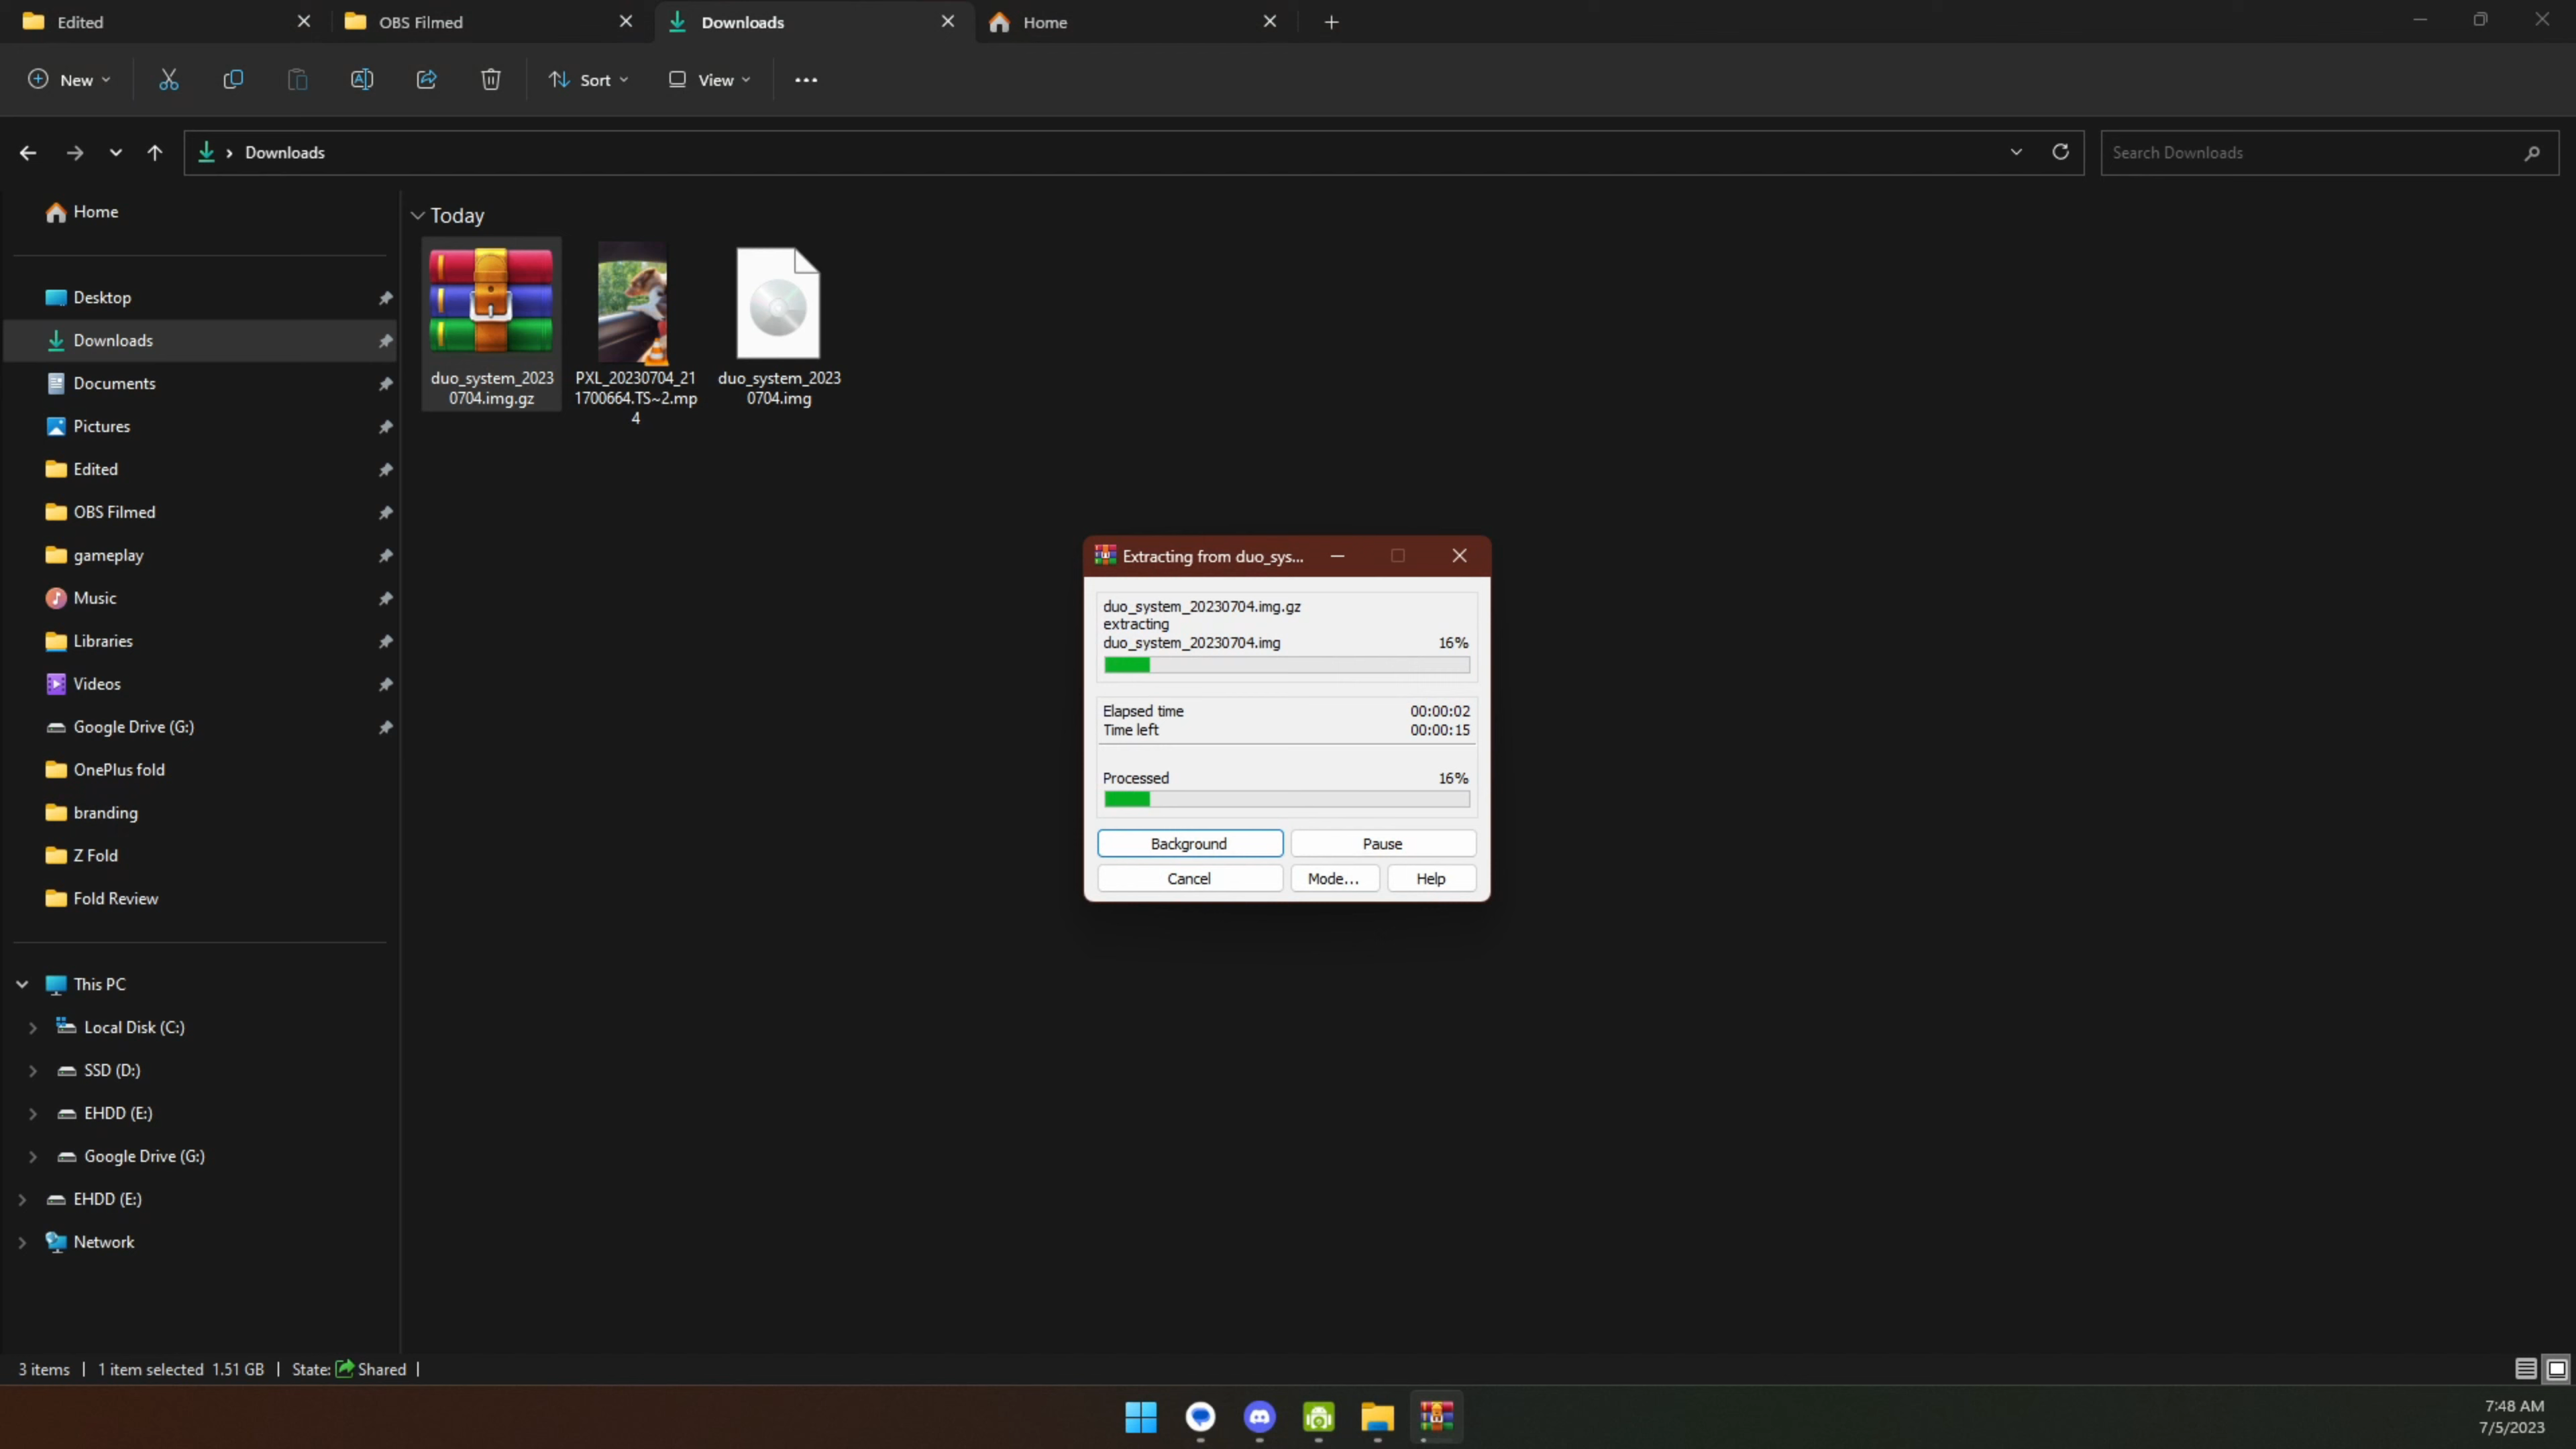 Edited
OBS Filmed
Downloads
Home
New
Sort
View
Downloads
Search Downloads
Home
Desktop
Downloads
Documents
Pictures
Edited
OBS Filmed
gameplay
Music
Libraries
Videos
Google Drive (G:)
OnePlus fold
branding
Z Fold
Fold Review
This PC
Local Disk (C:)
SSD (D:)
EHDD (E:)
Google Drive (G:)
EHDD (E:)
Network
Today
duo_system_2023
0704.img.gz
PXL_20230704_21
1700664.TS~2.mp
4
duo_system_2023
0704.img
Extracting from duo_sys...
duo_system_20230704.img.gz
extracting
duo_system_20230704.img 16%
Elapsed time 00:00:02
Time left 00:00:15
Processed 16%
Background Pause
Cancel Mode... Help
3 items 1 item selected 1.51 GB State: Shared
7:48 AM
7/5/2023